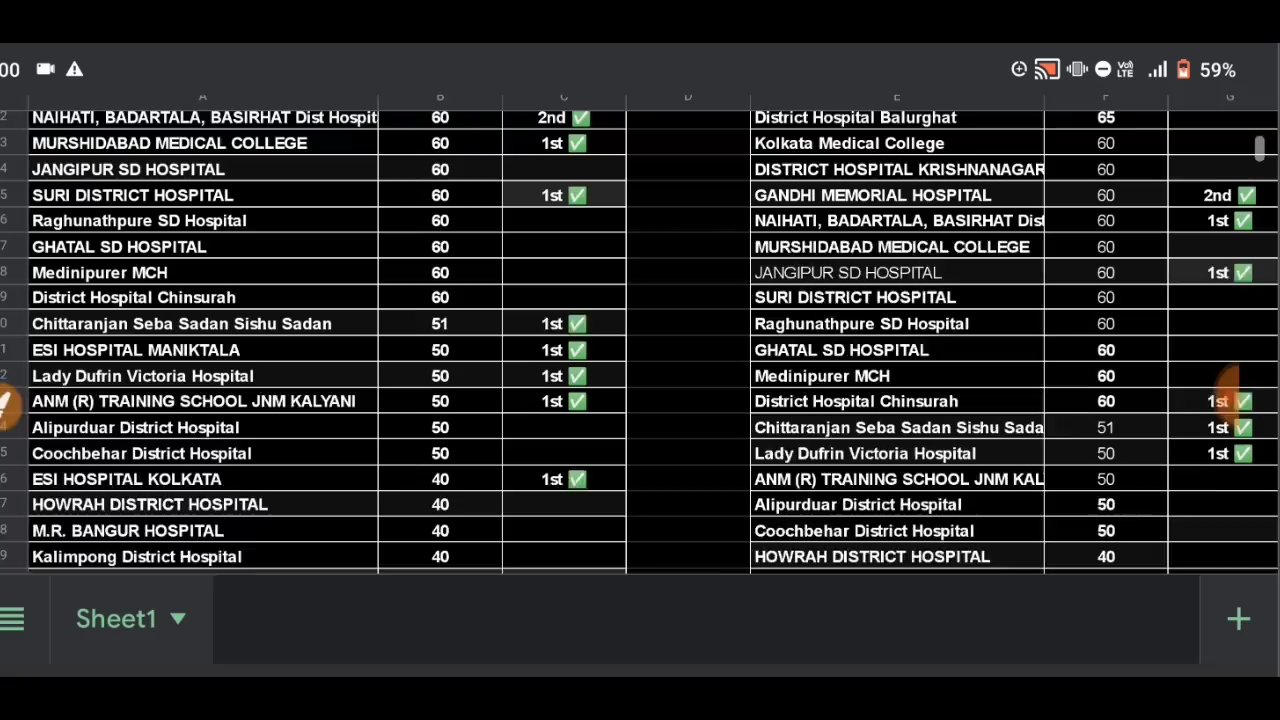 00 VoD LTE 59%
A B C D E F G
2 NAIHATI, BADARTALA, BASIRHAT Dist Hospit 60 2nd ✅ District Hospital Balurghat 65
3 MURSHIDABAD MEDICAL COLLEGE 60 1st ✅ Kolkata Medical College 60
4 JANGIPUR SD HOSPITAL 60 DISTRICT HOSPITAL KRISHNANAGAR 60
5 SURI DISTRICT HOSPITAL 60 1st ✅ GANDHI MEMORIAL HOSPITAL 60 2nd ✅
6 Raghunathpure SD Hospital 60 NAIHATI, BADARTALA, BASIRHAT Dist 60 1st ✅
7 GHATAL SD HOSPITAL 60 MURSHIDABAD MEDICAL COLLEGE 60
8 Medinipurer MCH 60 JANGIPUR SD HOSPITAL 60 1st ✅
9 District Hospital Chinsurah 60 SURI DISTRICT HOSPITAL 60
0 Chittaranjan Seba Sadan Sishu Sadan 51 1st ✅ Raghunathpure SD Hospital 60
1 ESI HOSPITAL MANIKTALA 50 1st ✅ GHATAL SD HOSPITAL 60
2 Lady Dufrin Victoria Hospital 50 1st ✅ Medinipurer MCH 60
ANM (R) TRAINING SCHOOL JNM KALYANI 50 1st ✅ District Hospital Chinsurah 60 1st ✅
4 Alipurduar District Hospital 50 Chittaranjan Seba Sadan Sishu Sada 51 1st ✅
5 Coochbehar District Hospital 50 Lady Dufrin Victoria Hospital 50 1st ✅
6 ESI HOSPITAL KOLKATA 40 1st ✅ ANM (R) TRAINING SCHOOL JNM KAL 50
7 HOWRAH DISTRICT HOSPITAL 40 Alipurduar District Hospital 50
8 M.R. BANGUR HOSPITAL 40 Coochbehar District Hospital 50
9 Kalimpong District Hospital 40 HOWRAH DISTRICT HOSPITAL 40
Sheet1